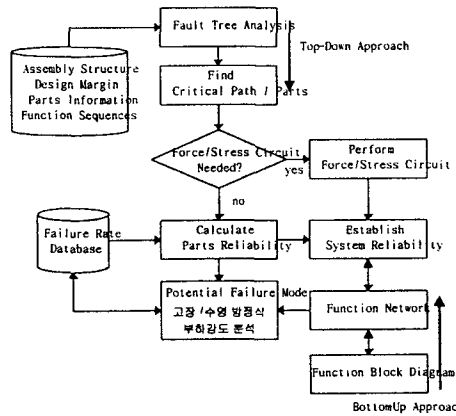 Fault Tree Analysis
Top-Down Approach
Assembly Structure
Design Margin
Parts Information
Function Sequences
Find
Critical Path / Parts
Force/Stress Circuit
Needed?
yes
Perform
Force/Stress Circuit
no
Failure Rate
Database
Calculate
Parts Reliability
Establish
System Reliability
Potential Failure Mode
고장 /수영 방정식
부하강도 분석
Function Network
Function Block Diagram
BottomUp Approach